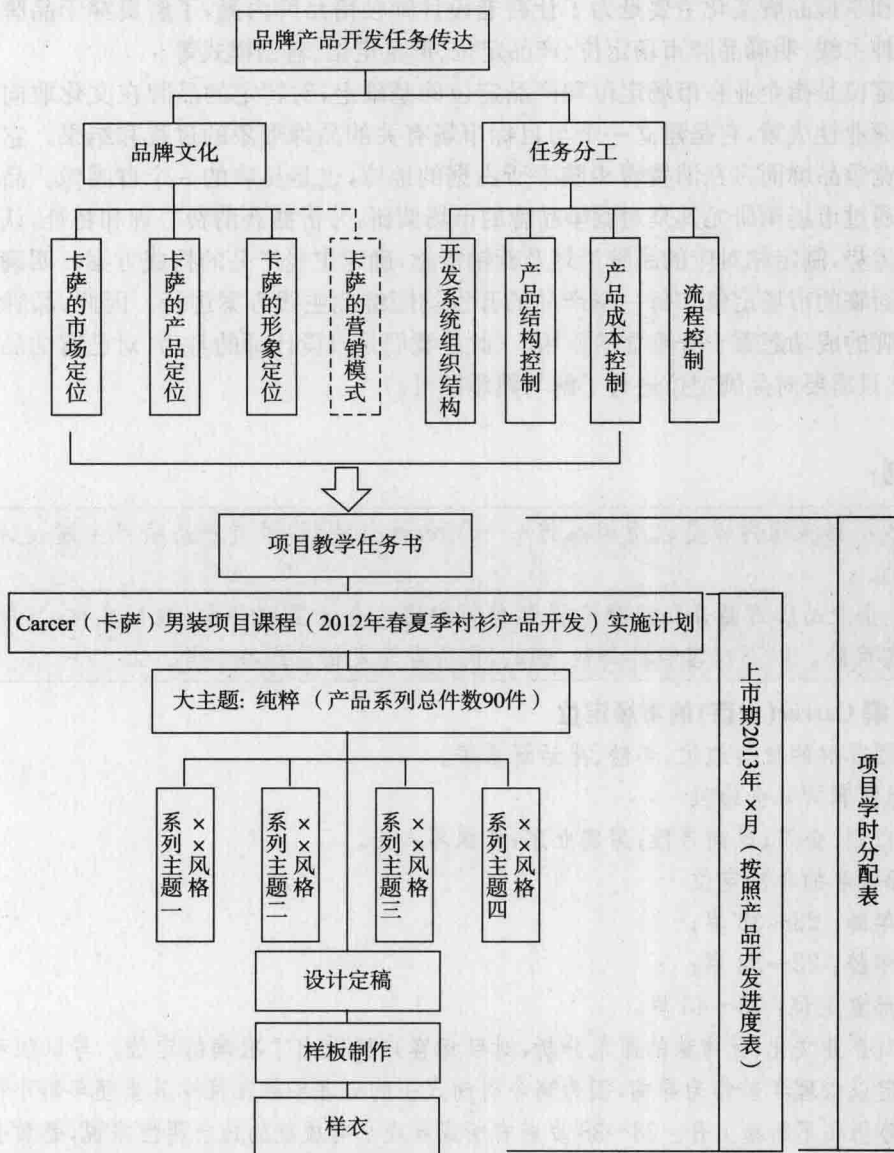 品牌产品开发任务传达
品牌文化
任务分工
卡萨的市场定位
卡萨的产品定位
卡萨的形象定位
卡萨的营销模式
开发系统组织结构
产品结构控制
产品成本控制
流程控制
项目教学任务书
Carcer（卡萨）男装项目课程（2012年春夏季衬衫产品开发）实施计划
大主题: 纯粹 （产品系列总件数90件）
××风格
系列主题一
××风格
系列主题二
××风格
系列主题三
××风格
系列主题四
设计定稿
样板制作
样衣
上市期2013年 ×月（按照产品开发进度表）
项目学时分配表